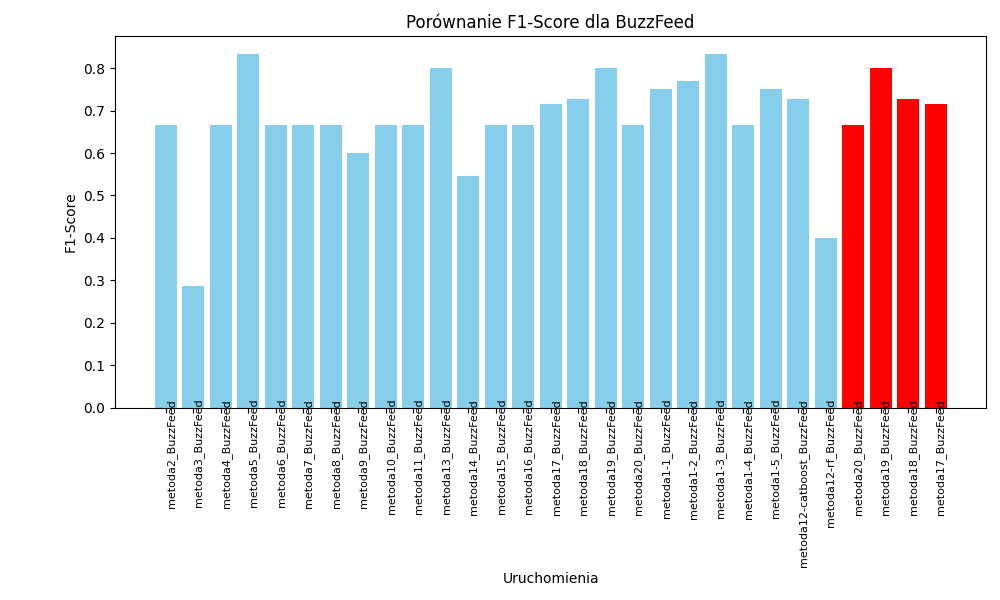 Porównanie F1-Score dla BuzzFeed
F1-Score
0.8
0.7
0.6
0.5
0.4
0.3
0.2
0.1
0.0
metoda2_BuzzFeed
metoda3_BuzzFeed
metoda4_BuzzFeed
metoda5_BuzzFeed
metoda6_BuzzFeed
metoda7_BuzzFeed
metoda8_BuzzFeed
metoda9_BuzzFeed
metoda10_BuzzFeed
metoda11_BuzzFeed
metoda13_BuzzFeed
metoda14_BuzzFeed
metoda15_BuzzFeed
metoda16_BuzzFeed
metoda17_BuzzFeed
metoda18_BuzzFeed
metoda19_BuzzFeed
metoda20_BuzzFeed
metoda1-1_BuzzFeed
metoda1-2_BuzzFeed
metoda1-3_BuzzFeed
metoda1-4_BuzzFeed
metoda1-5_BuzzFeed
metoda12-catboost_BuzzFeed
metoda12-rf_BuzzFeed
metoda20_BuzzFeed
metoda19_BuzzFeed
metoda18_BuzzFeed
metoda17_BuzzFeed
Uruchomienia